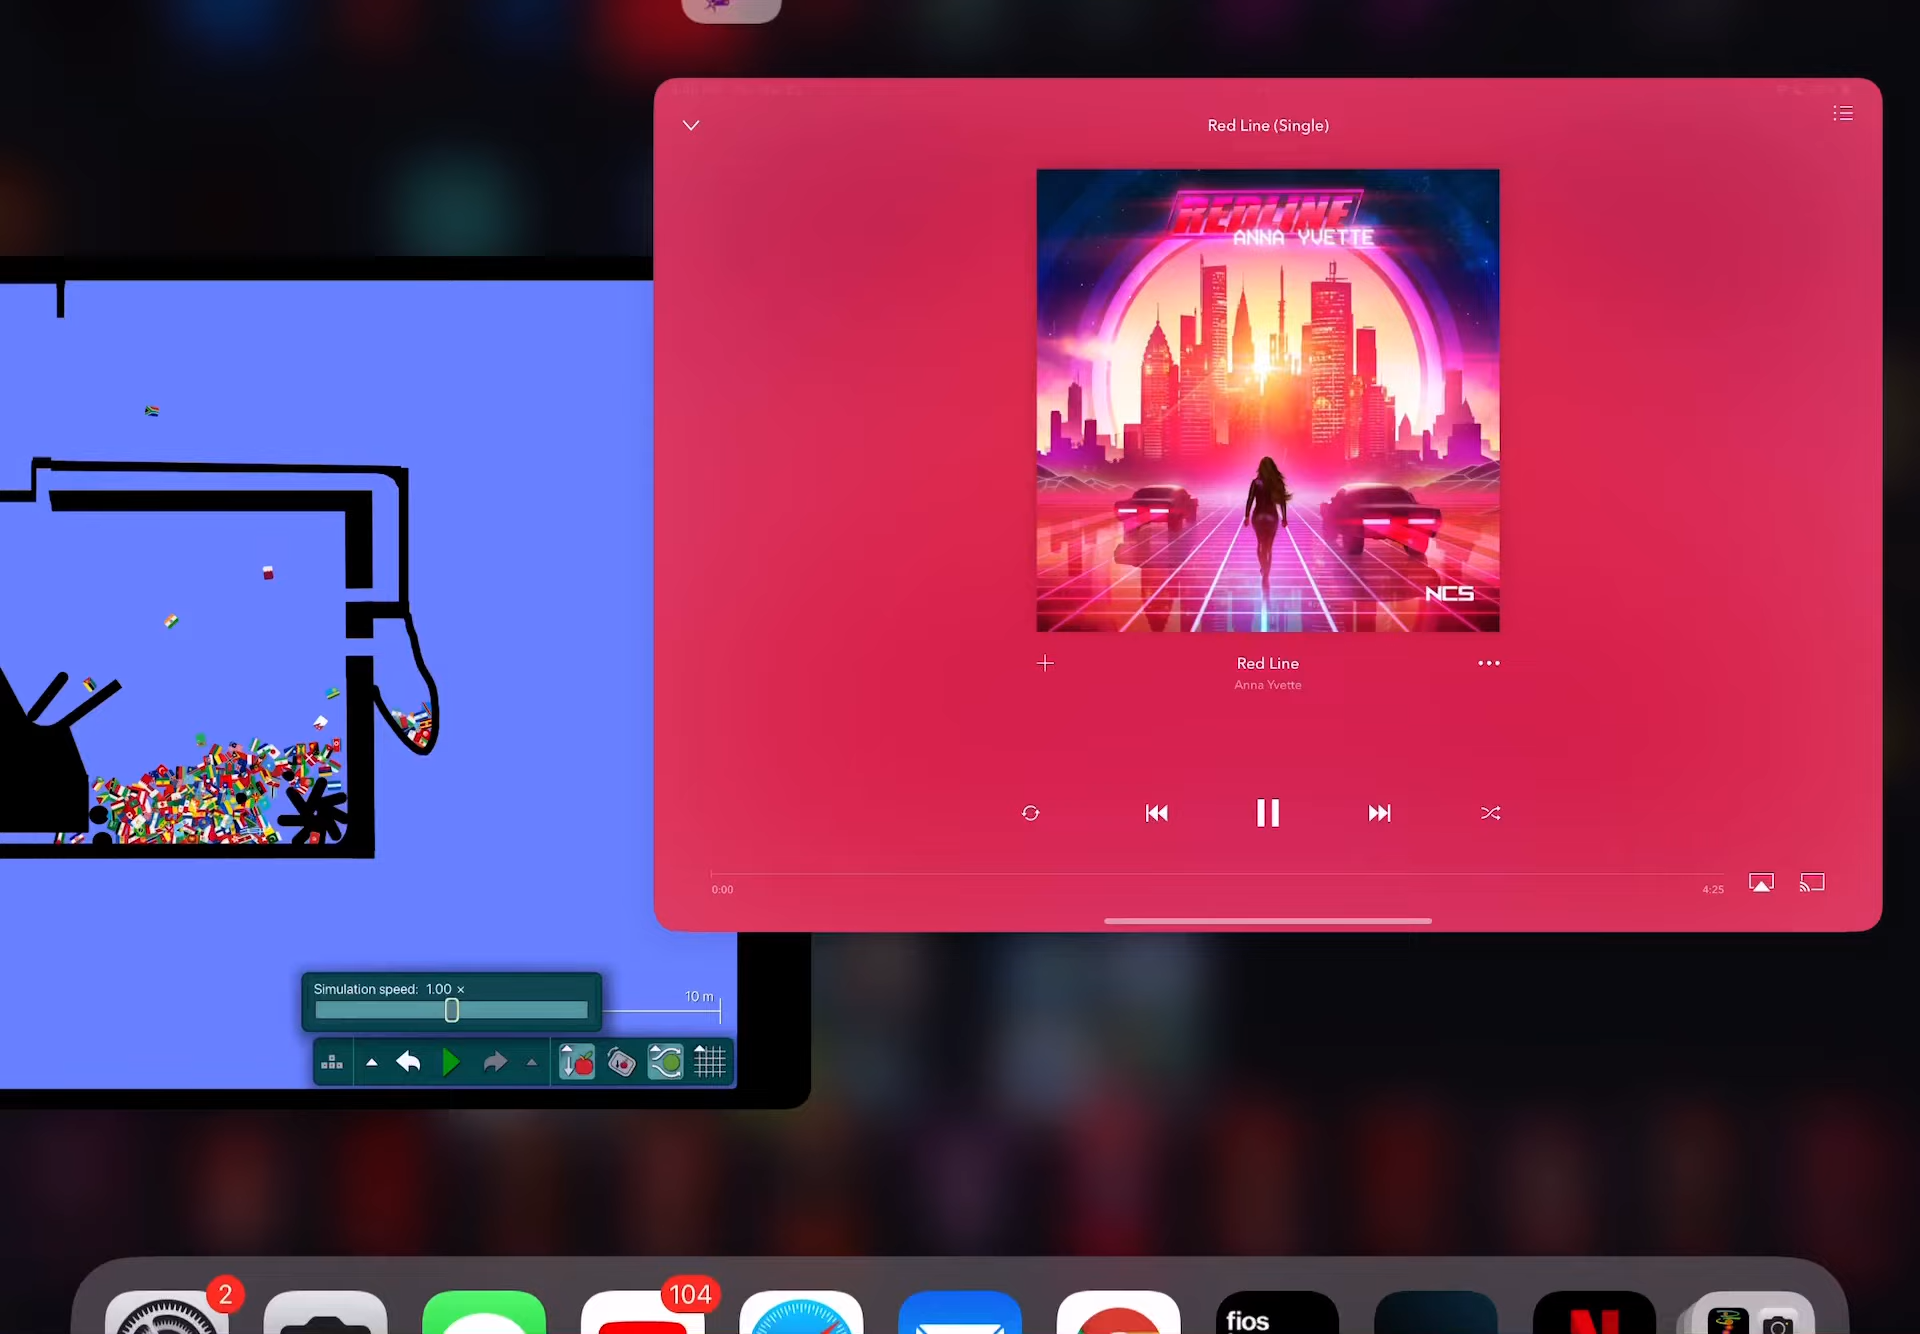 Red Line (Single)
REDLINE
ANNA YVETTE
NCS
Red Line
Anna Yvette
0:00
4:25
Simulation speed: 1.00 ×
10 m
2
104
fios
N